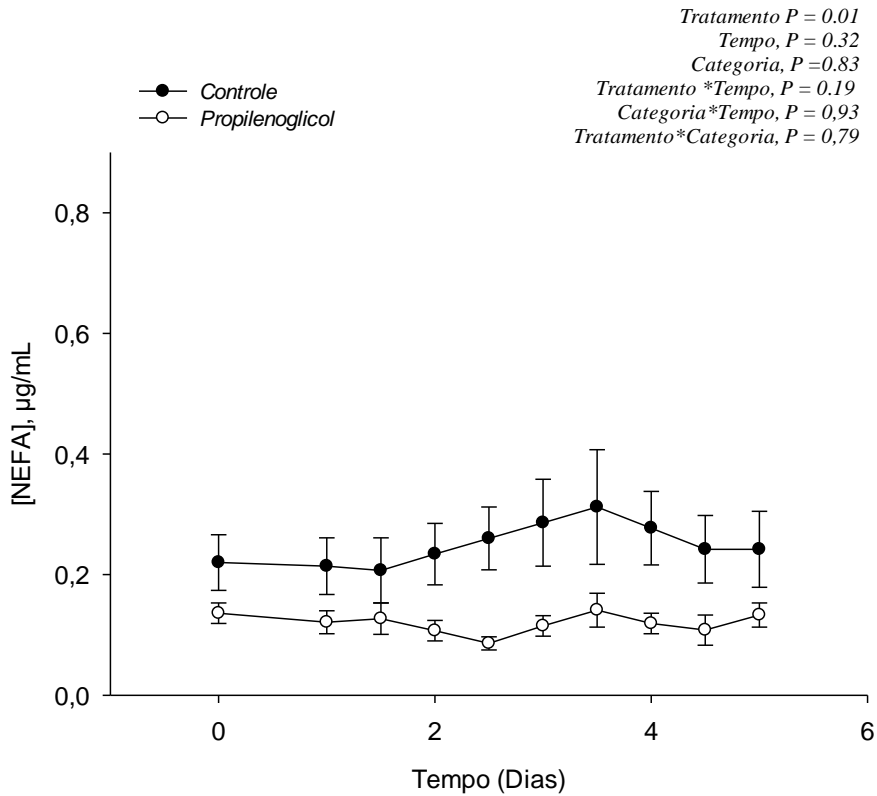 Tratamento P = 0.01
Tempo, P = 0.32
Categoria, P =0.83
Tratamento *Tempo, P = 0.19
Categoria*Tempo, P = 0,93
Tratamento*Categoria, P = 0,79
Controle
Propilenoglicol
[NEFA], µg/mL
0,8
0,6
0,4
0,2
0,0
0 2 4 6
Tempo (Dias)